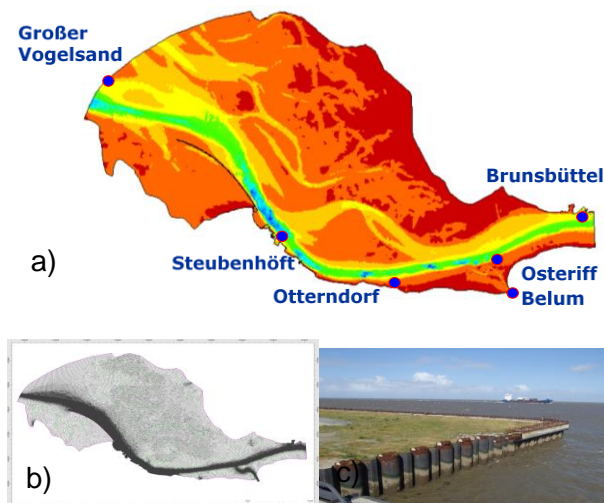 Großer
Vogelsand
Brunsbüttel
a)
Steubenhöft
Otterndorf
Osteriff
Belum
b)
c)